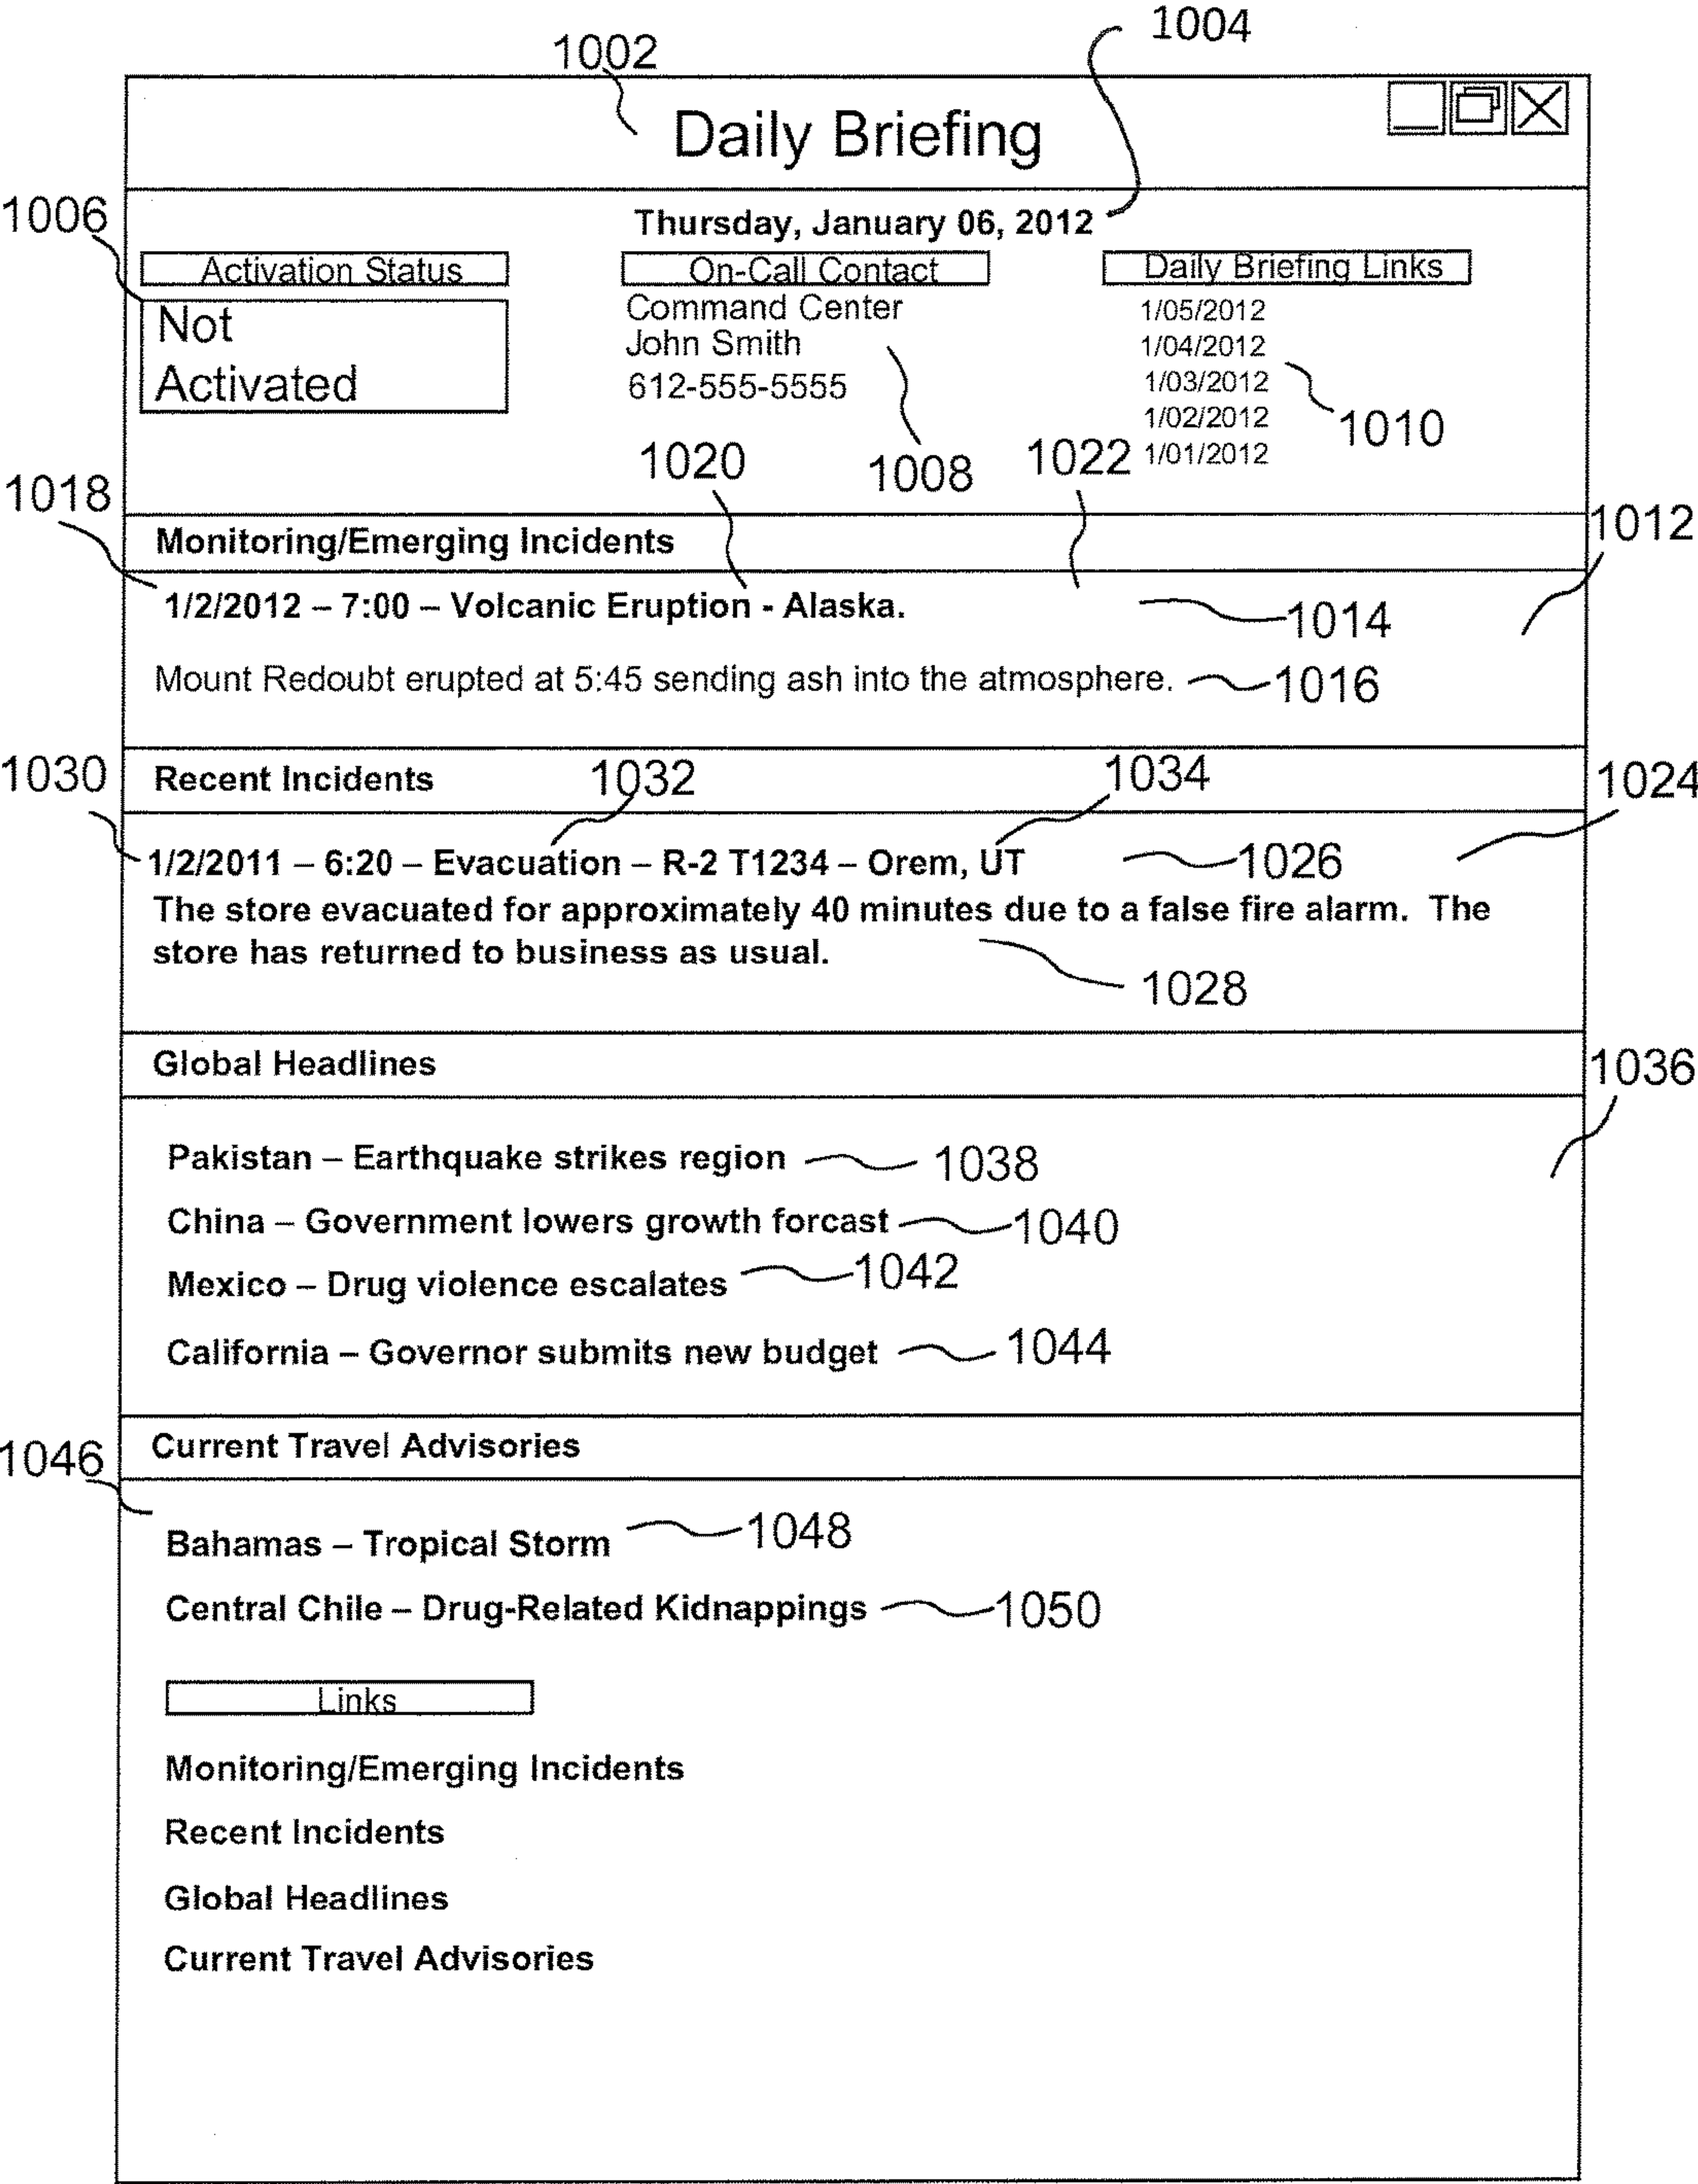 1004
1002
Daily Briefing
1006
Thursday, January 06, 2012
Activation Status
On-Call Contact
Daily Briefing Links
Not
Activated
Command Center
John Smith
612-555-5555
1/05/2012
1/04/2012
1/03/2012
1/02/2012
1/01/2012
1010
1008
1020
1022
1018
1012
Monitoring/Emerging Incidents
1/2/2012 – 7:00 – Volcanic Eruption - Alaska.
1014
Mount Redoubt erupted at 5:45 sending ash into the atmosphere.
1016
1030
Recent Incidents
1032
1034
1024
1/2/2011 – 6:20 – Evacuation – R-2 T1234 – Orem, UT
1026
The store evacuated for approximately 40 minutes due to a false fire alarm.  The
store has returned to business as usual.
1028
Global Headlines
1036
Pakistan – Earthquake strikes region
1038
China – Government lowers growth forcast
1040
Mexico – Drug violence escalates
1042
California – Governor submits new budget
1044
Current Travel Advisories
1046
Bahamas – Tropical Storm
1048
Central Chile – Drug-Related Kidnappings
1050
Links
Monitoring/Emerging Incidents
Recent Incidents
Global Headlines
Current Travel Advisories